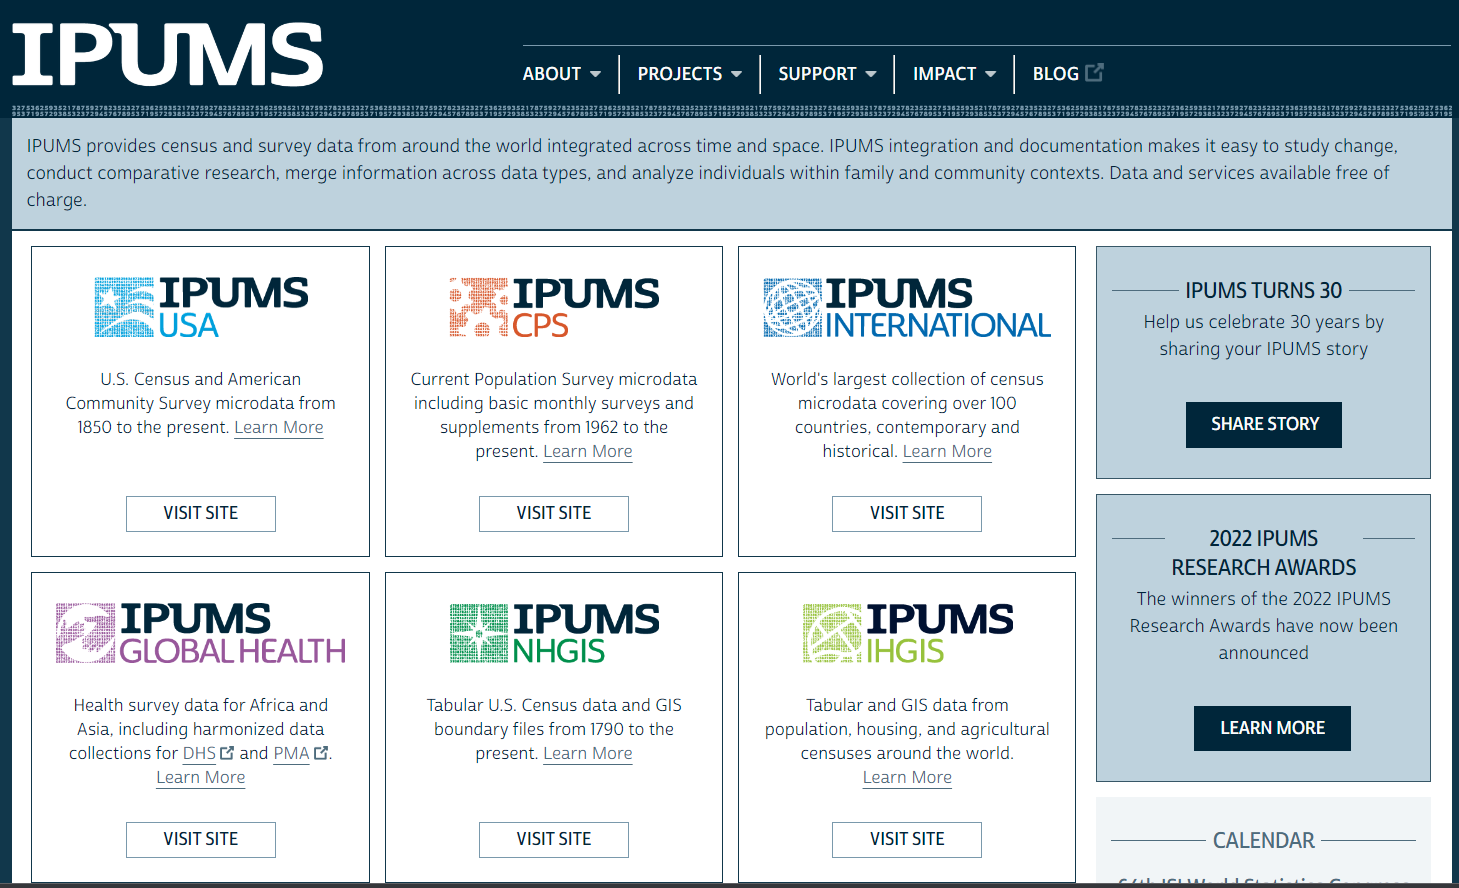 IPUMS
ABOUT
PROJECTS
SUPPORT
IMPACT
BLOG
IPUMS provides census and survey data from around the world integrated across time and space. IPUMS integration and documentation makes it easy to study change,
conduct comparative research, merge information across data types, and analyze individuals within family and community contexts. Data and services available free of
charge.
IPUMS
USA
U.S. Census and American
Community Survey microdata from
1850 to the present. Learn More
VISIT SITE
IPUMS
CPS
Current Population Survey microdata
including basic monthly surveys and
supplements from 1962 to the
present. Learn More
VISIT SITE
IPUMS
INTERNATIONAL
World's largest collection of census
microdata covering over 100
countries, contemporary and
historical. Learn More
VISIT SITE
IPUMS TURNS 30
Help us celebrate 30 years by
sharing your IPUMS story
SHARE STORY
2022 IPUMS
RESEARCH AWARDS
The winners of the 2022 IPUMS
Research Awards have now been
announced
LEARN MORE
IPUMS
GLOBAL HEALTH
Health survey data for Africa and
Asia, including harmonized data
collections for DHS and PMA.
Learn More
VISIT SITE
IPUMS
NHGIS
Tabular U.S. Census data and GIS
boundary files from 1790 to the
present. Learn More
VISIT SITE
IPUMS
IHGIS
Tabular and GIS data from
population, housing, and agricultural
censuses around the world.
Learn More
VISIT SITE
CALENDAR